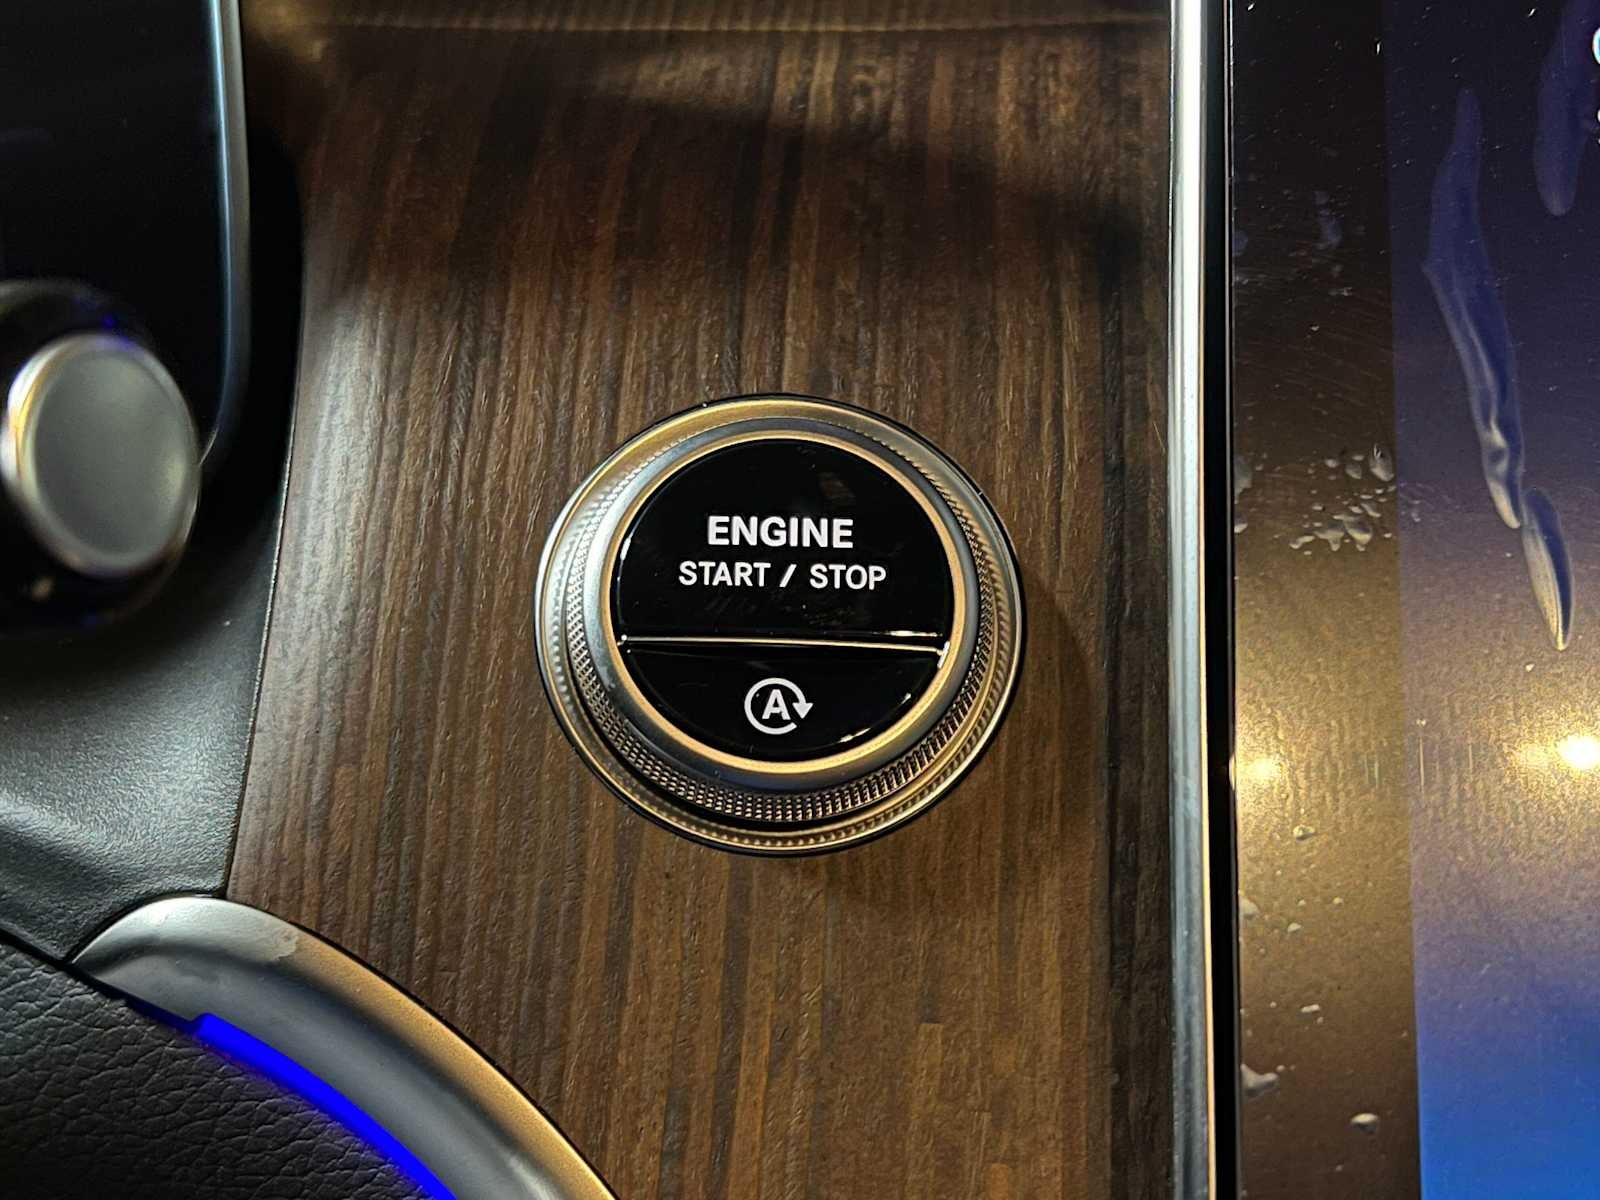 ENGINE
START / STOP
A